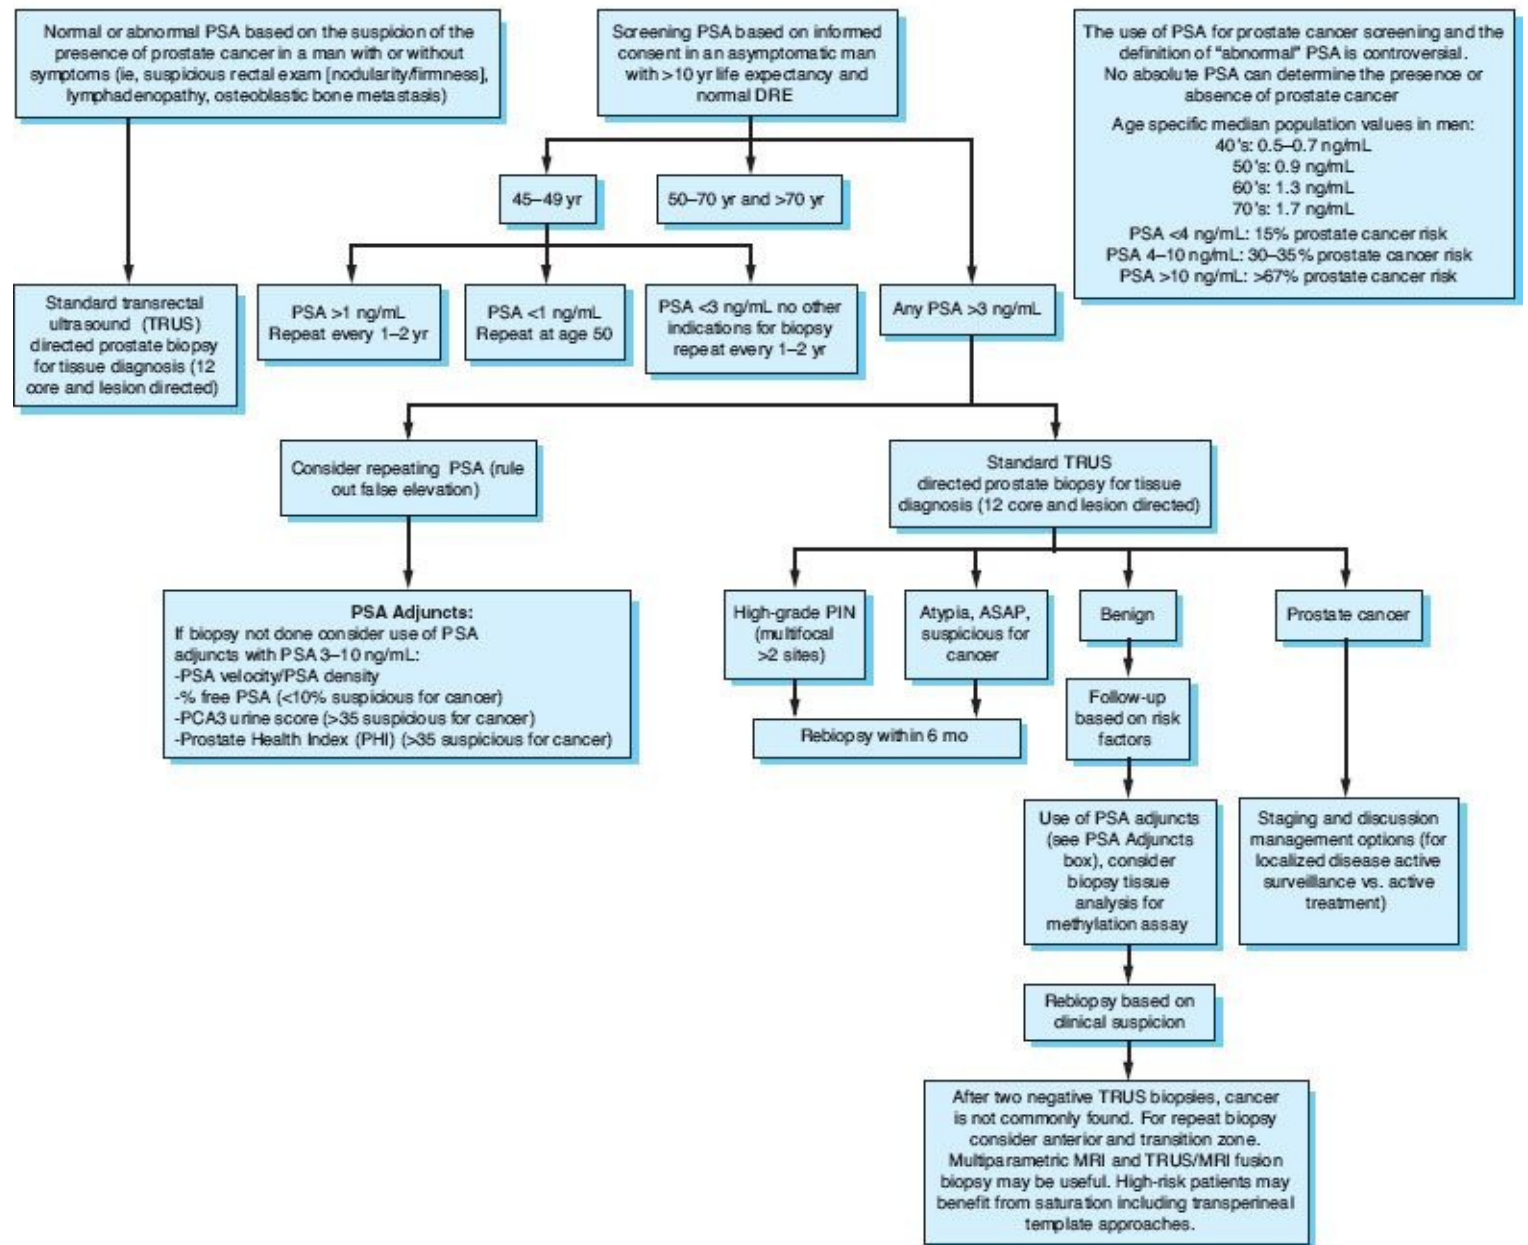 Normal or abnormal PSA based on the suspicion of the
presence of prostate cancer in a man with or without
symptoms (ie, suspicious rectal exam [nodularity/firmness],
lymphadenopathy, osteoblastic bone metastasis)
Screening PSA based on informed
consent in an asymptomatic man
with >10 yr life expectancy and
normal DRE
The use of PSA for prostate cancer screening and the
definition of "abnormal" PSA is controversial.
No absolute PSA can determine the presence or
absence of prostate cancer
Age specific median population values in men:
40's: 0.5–0.7 ng/mL
50's: 0.9 ng/mL
60's: 1.3 ng/mL
70's: 1.7 ng/mL
PSA <4 ng/mL: 15% prostate cancer risk
PSA 4–10 ng/mL: 30–35% prostate cancer risk
PSA >10 ng/mL: >67% prostate cancer risk
45–49 yr
50–70 yr and >70 yr
Standard transrectal
ultrasound (TRUS)
directed prostate biopsy
for tissue diagnosis (12
core and lesion directed)
PSA >1 ng/mL
Repeat every 1–2 yr
PSA <1 ng/mL
Repeat at age 50
PSA <3 ng/mL no other
indications for biopsy
repeat every 1–2 yr
Any PSA >3 ng/mL
Consider repeating PSA (rule
out false elevation)
Standard TRUS
directed prostate biopsy for tissue
diagnosis (12 core and lesion directed)
PSA Adjuncts:
If biopsy not done consider use of PSA
adjuncts with PSA 3–10 ng/mL:
-PSA velocity/PSA density
-% free PSA (<10% suspicious for cancer)
-PCA3 urine score (>35 suspicious for cancer)
-Prostate Health Index (PHI) (>35 suspicious for cancer)
High-grade PIN
(multifocal
>2 sites)
Atypia, ASAP,
suspicious for
cancer
Benign
Prostate cancer
Rebiopsy within 6 mo
Follow-up
based on risk
factors
Use of PSA adjuncts
(see PSA Adjuncts
box), consider
biopsy tissue
analysis for
methylation assay
Staging and discussion
management options (for
localized disease active
surveillance vs. active
treatment)
Rebiopsy based on
clinical suspicion
After two negative TRUS biopsies, cancer
is not commonly found. For repeat biopsy
consider anterior and transition zone.
Multiparametric MRI and TRUS/MRI fusion
biopsy may be useful. High-risk patients may
benefit from saturation including transperineal
template approaches.